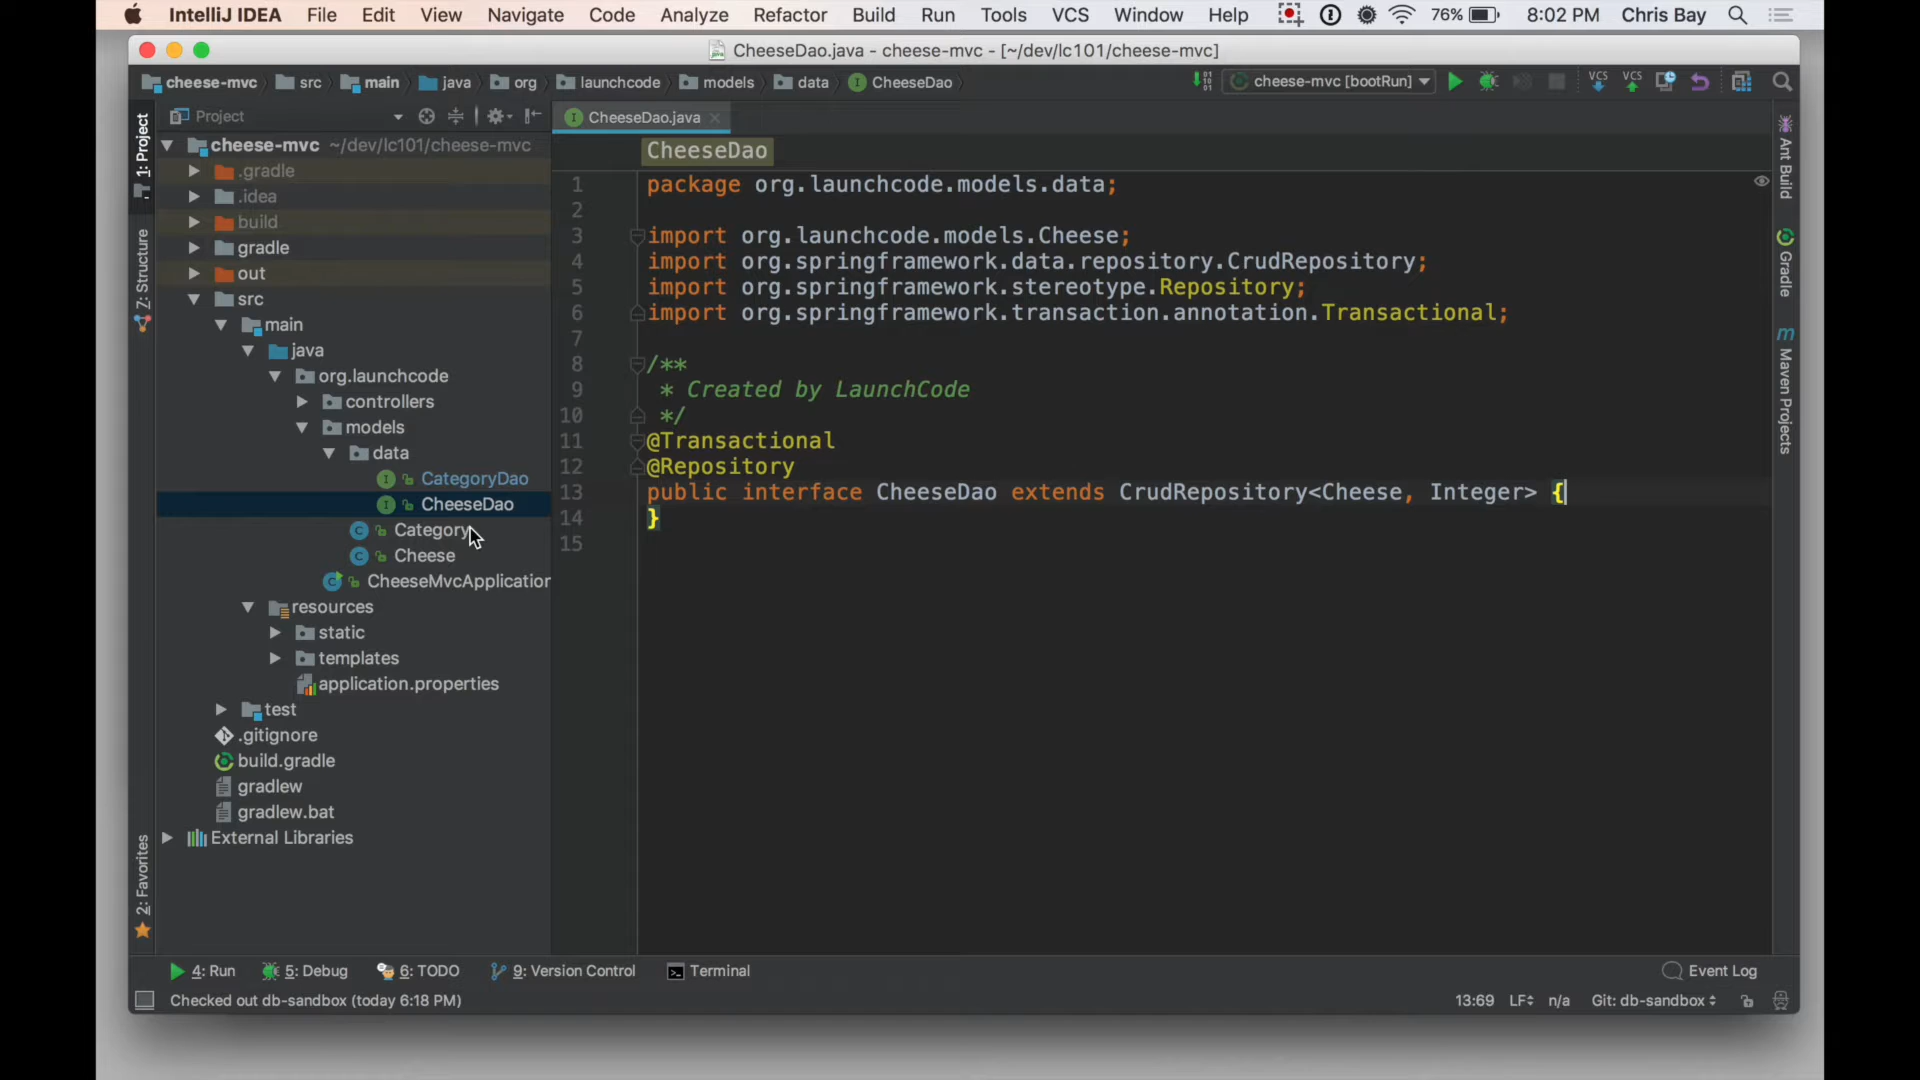 IntelliJ IDEA File Edit View Navigate Code Analyze Refactor Build Run Tools VCS Window Help 76% 8:02 PM Chris Bay
CheeseDao.java - cheese-mvc - [~/dev/lc101/cheese-mvc]
cheese-mvc src main java org launchcode models data CheeseDao cheese-mvc [bootRun] VCS VCS
Project
CheeseDao.java
1: Project
Z: Structure
2: Favorites
cheese-mvc ~/dev/lc101/cheese-mvc
.gradle
.idea
build
gradle
out
src
main
java
org.launchcode
controllers
models
data
CategoryDao
CheeseDao
Category
Cheese
CheeseMvcApplication
resources
static
templates
application.properties
test
.gitignore
build.gradle
gradlew
gradlew.bat
External Libraries
CheeseDao
1 package org.launchcode.models.data;
2
3 import org.launchcode.models.Cheese;
4 import org.springframework.data.repository.CrudRepository;
5 import org.springframework.stereotype.Repository;
6 import org.springframework.transaction.annotation.Transactional;
7
8 /**
9 * Created by LaunchCode
10 */
11 @Transactional
12 @Repository
13 public interface CheeseDao extends CrudRepository<Cheese, Integer> {
14 }
15
Ant Build
Gradle
Maven Projects
4: Run 5: Debug 6: TODO 9: Version Control Terminal Event Log
Checked out db-sandbox (today 6:18 PM) 13:69 LF n/a Git: db-sandbox